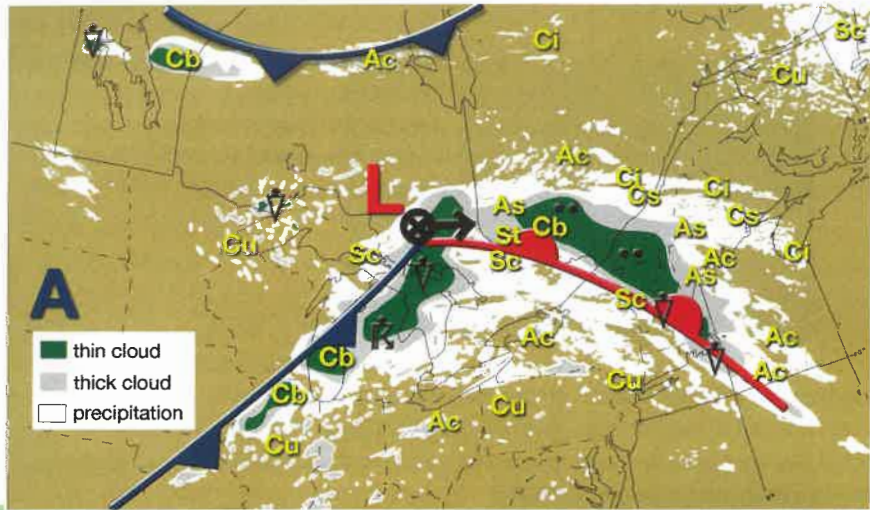 Cb
Ac
Ci
Sc
Cu
Ac
Ci
Cs
Ci
Cs
L
As
Cb
As
St
Cu
Sc
Sc
Ac
Ci
As
A
Sc
thin cloud
thick cloud
precipitation
Cb
Ac
Ac
Cb
Cu
Ac
Cu
Ac
Cu